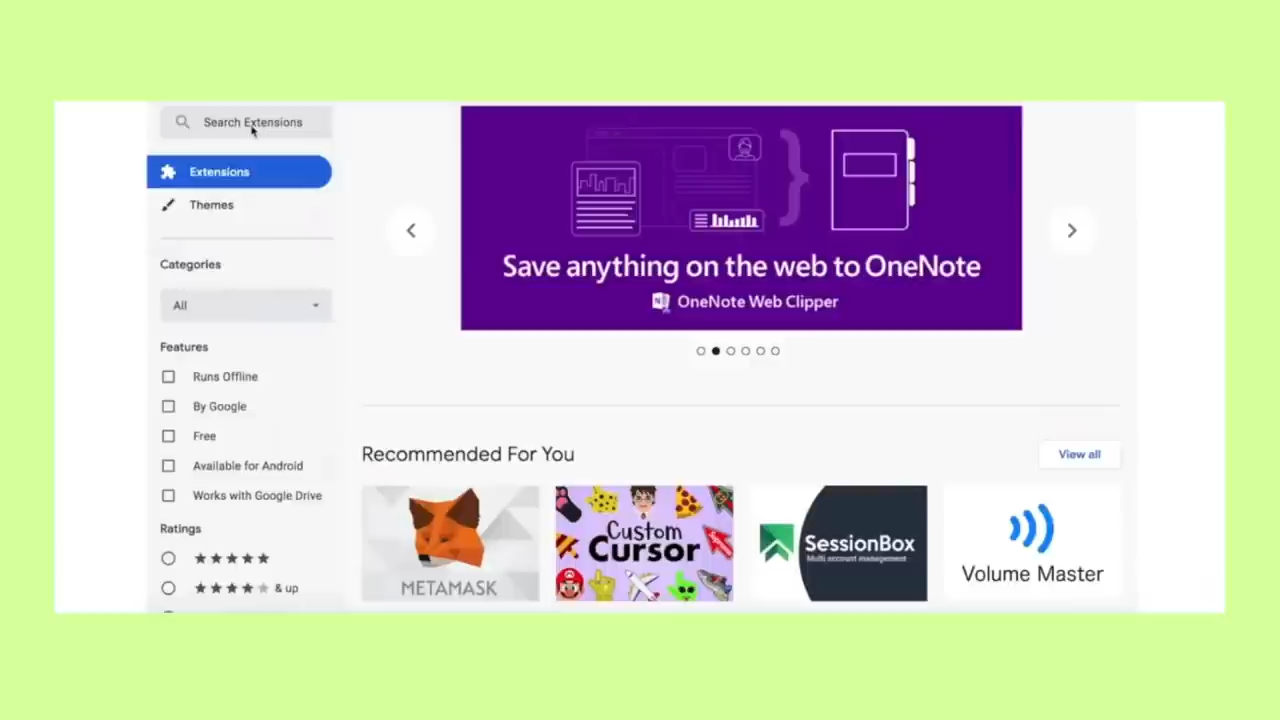 Search Extensions
Extensions
Themes
Categories
All
Features
Runs Offline
By Google
Free
Available for Android
Works with Google Drive
Ratings
& up
Save anything on the web to OneNote
N OneNote Web Clipper
Recommended For You
View all
METAMASK
Custom
Cursor
SessionBox
Multi account management
Volume Master